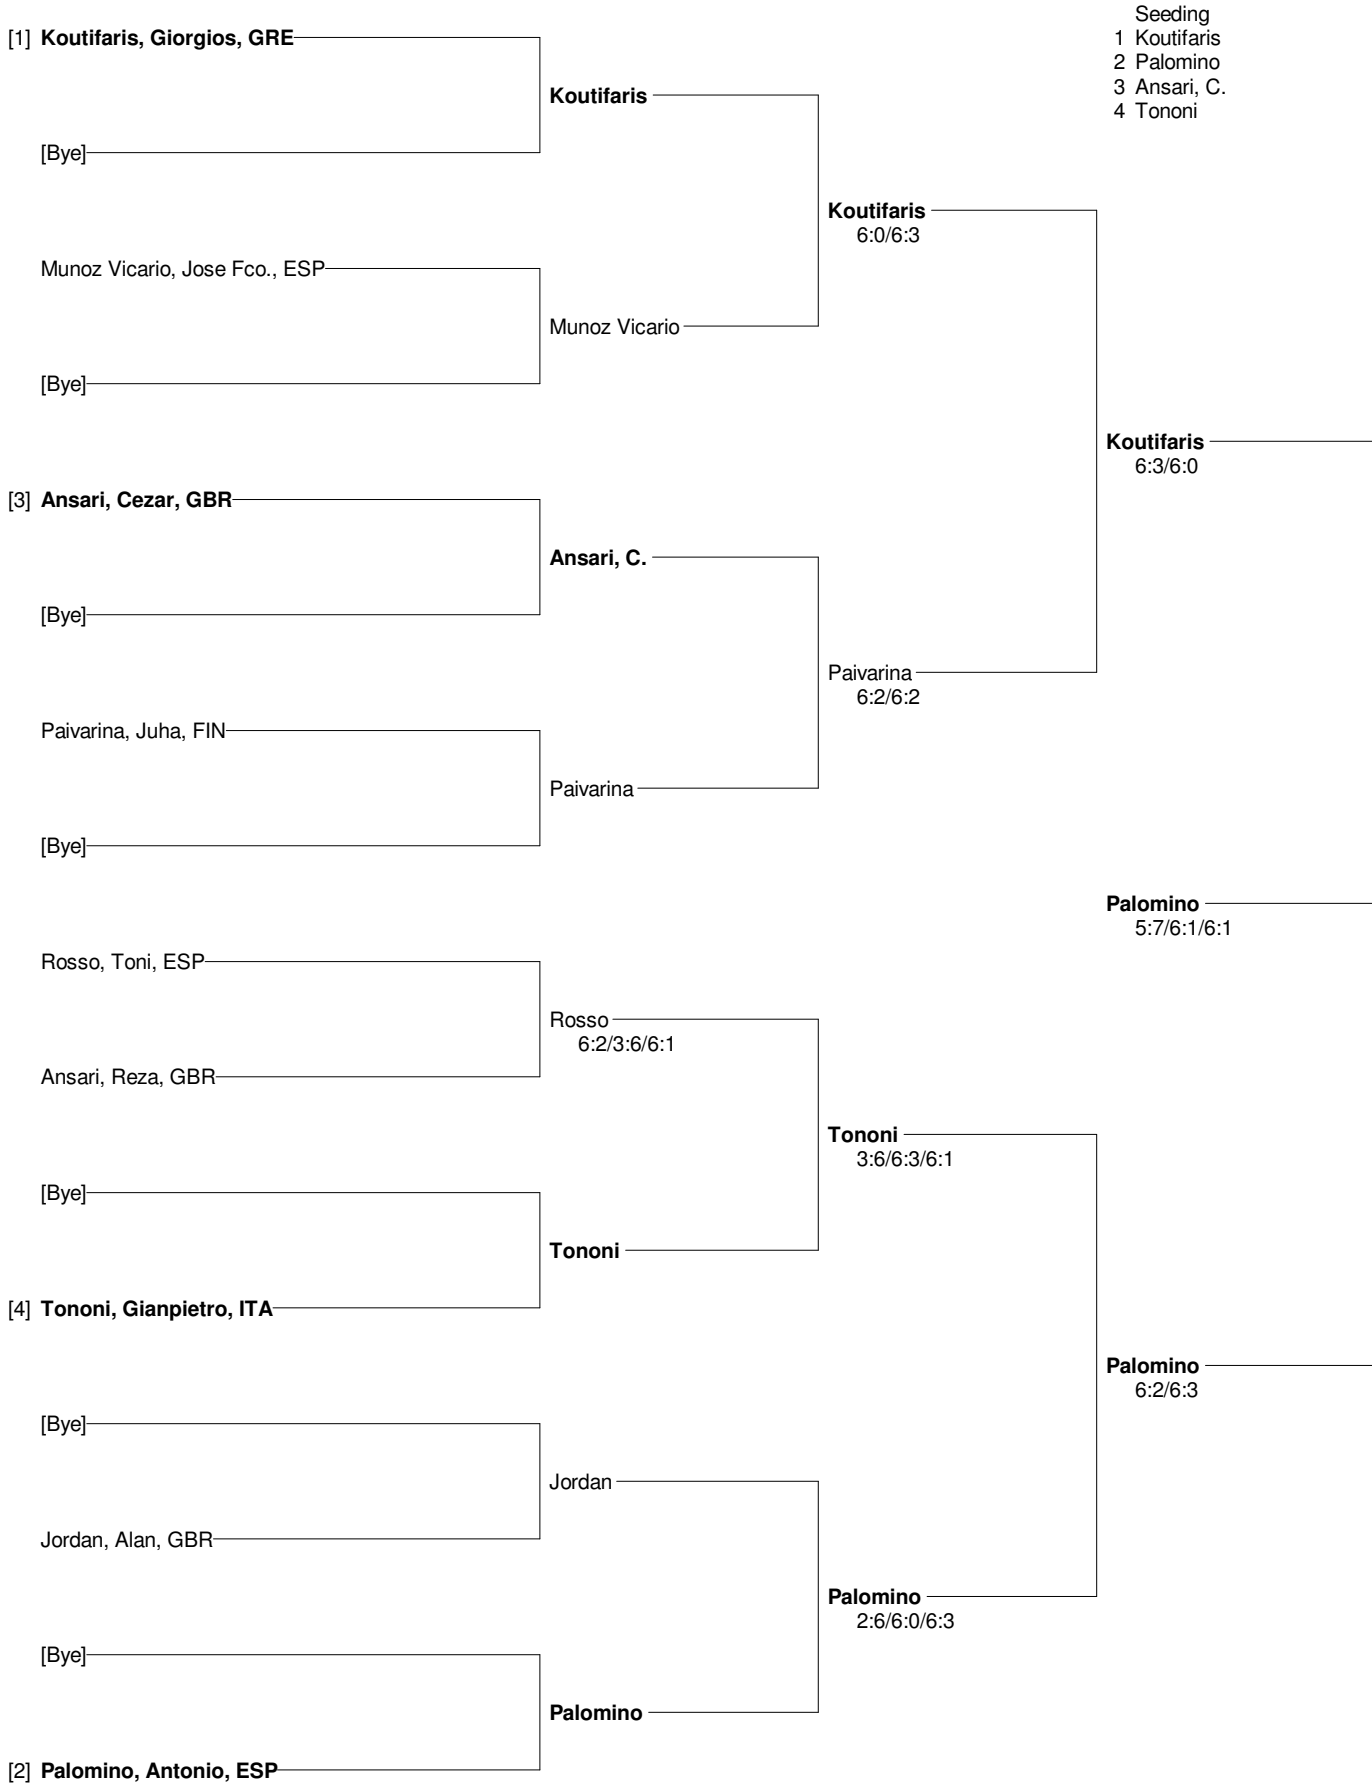 Seeding
1 Koutifaris
2 Palomino
3 Ansari, C.
4 Tononi
[1] Koutifaris, Giorgios, GRE
Koutifaris
[Bye]
Koutifaris
6:0/6:3
Munoz Vicario, Jose Fco., ESP
Munoz Vicario
[Bye]
Koutifaris
6:3/6:0
[3] Ansari, Cezar, GBR
Ansari, C.
[Bye]
Paivarina
6:2/6:2
Paivarina, Juha, FIN
Paivarina
[Bye]
Palomino
5:7/6:1/6:1
Rosso, Toni, ESP
Rosso
6:2/3:6/6:1
Ansari, Reza, GBR
Tononi
3:6/6:3/6:1
[Bye]
Tononi
[4] Tononi, Gianpietro, ITA
Palomino
6:2/6:3
[Bye]
Jordan
Jordan, Alan, GBR
Palomino
2:6/6:0/6:3
[Bye]
Palomino
[2] Palomino, Antonio, ESP